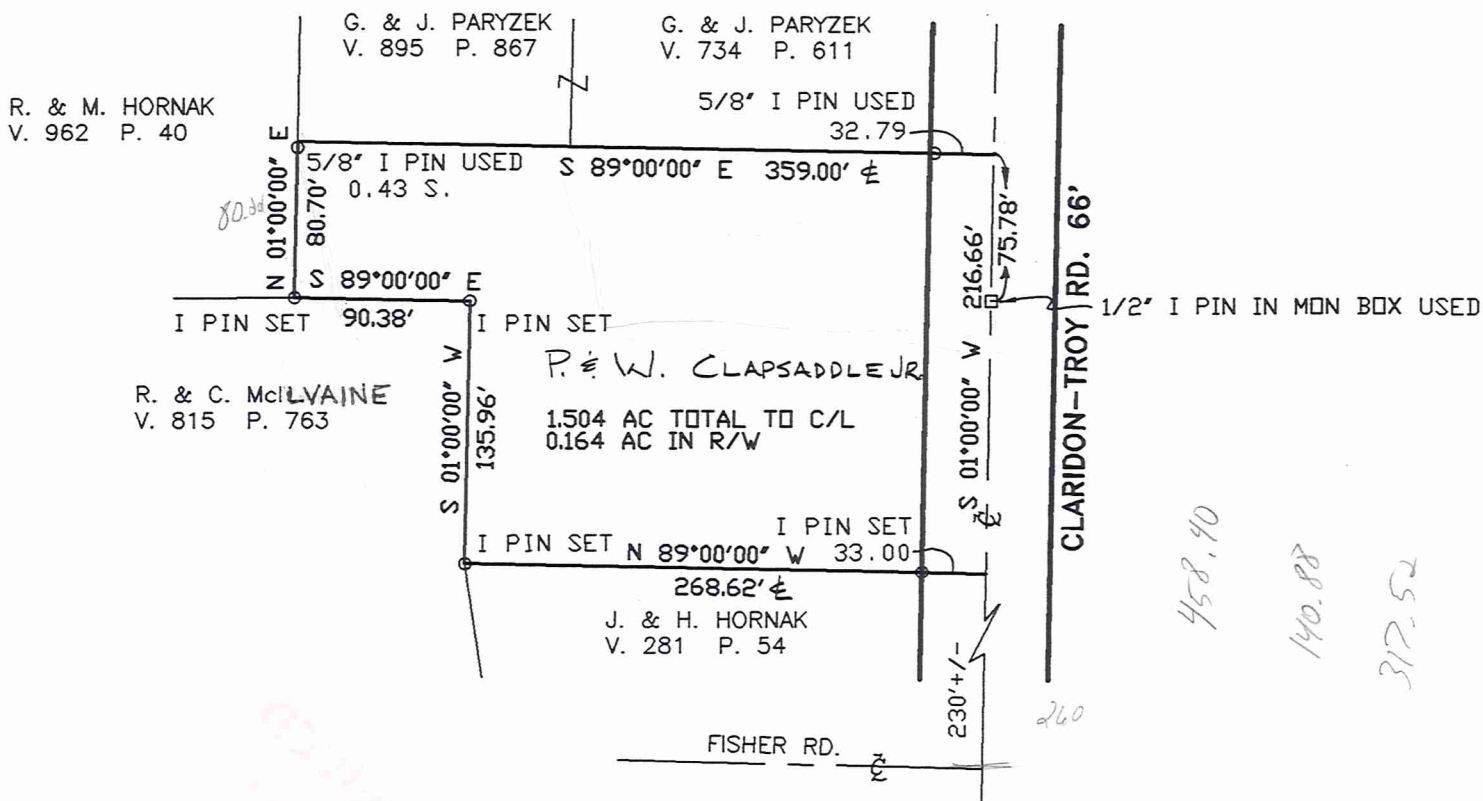 G. & J. PARYZEK
V. 895 P. 867
G. & J. PARYZEK
V. 734 P. 611
R. & M. HORNAK
V. 962 P. 40
5/8" I PIN USED
32.79
5/8" I PIN USED
0.43 S.
S 89°00'00" E 359.00' ℄
N 01°00'00" E
80.70'
S 89°00'00" E
90.38'
I PIN SET
I PIN SET
75.78'
S 01°00'00" W 216.66'
CLARIDON-TROY RD. 66'
1/2" I PIN IN MON BOX USED
R. & C. McILVAINE
V. 815 P. 763
S 01°00'00" W
135.96'
P. & W. CLAPSADDLE JR
1.504 AC TOTAL TO C/L
0.164 AC IN R/W
℄
I PIN SET
N 89°00'00" W
268.62' ℄
I PIN SET
33.00
J. & H. HORNAK
V. 281 P. 54
230'+/-
260
FISHER RD.
℄
458.40
140.88
317.52